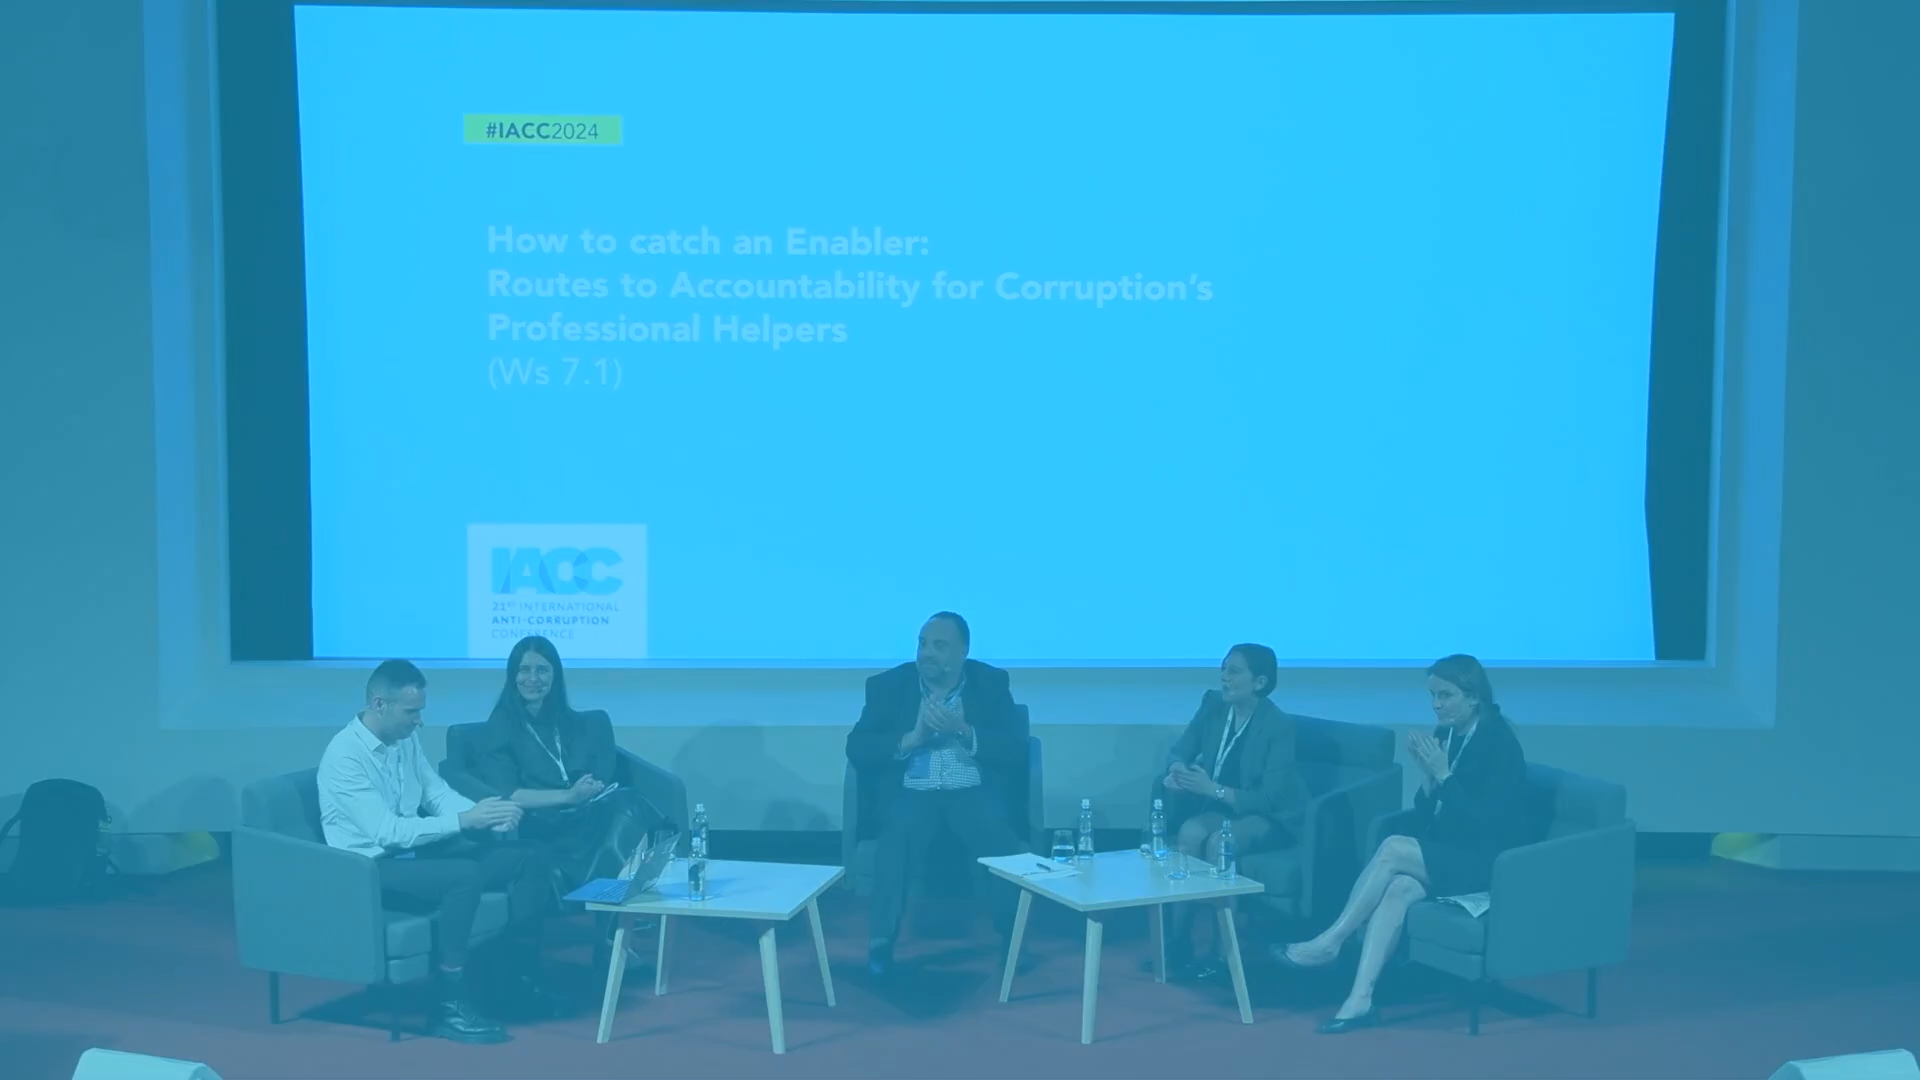 #IACC2024
How to catch an Enabler:
Routes to Accountability for Corruption's
Professional Helpers
(Ws 7.1)
IACC
21ST INTERNATIONAL
ANTI-CORRUPTION
CONFERENCE